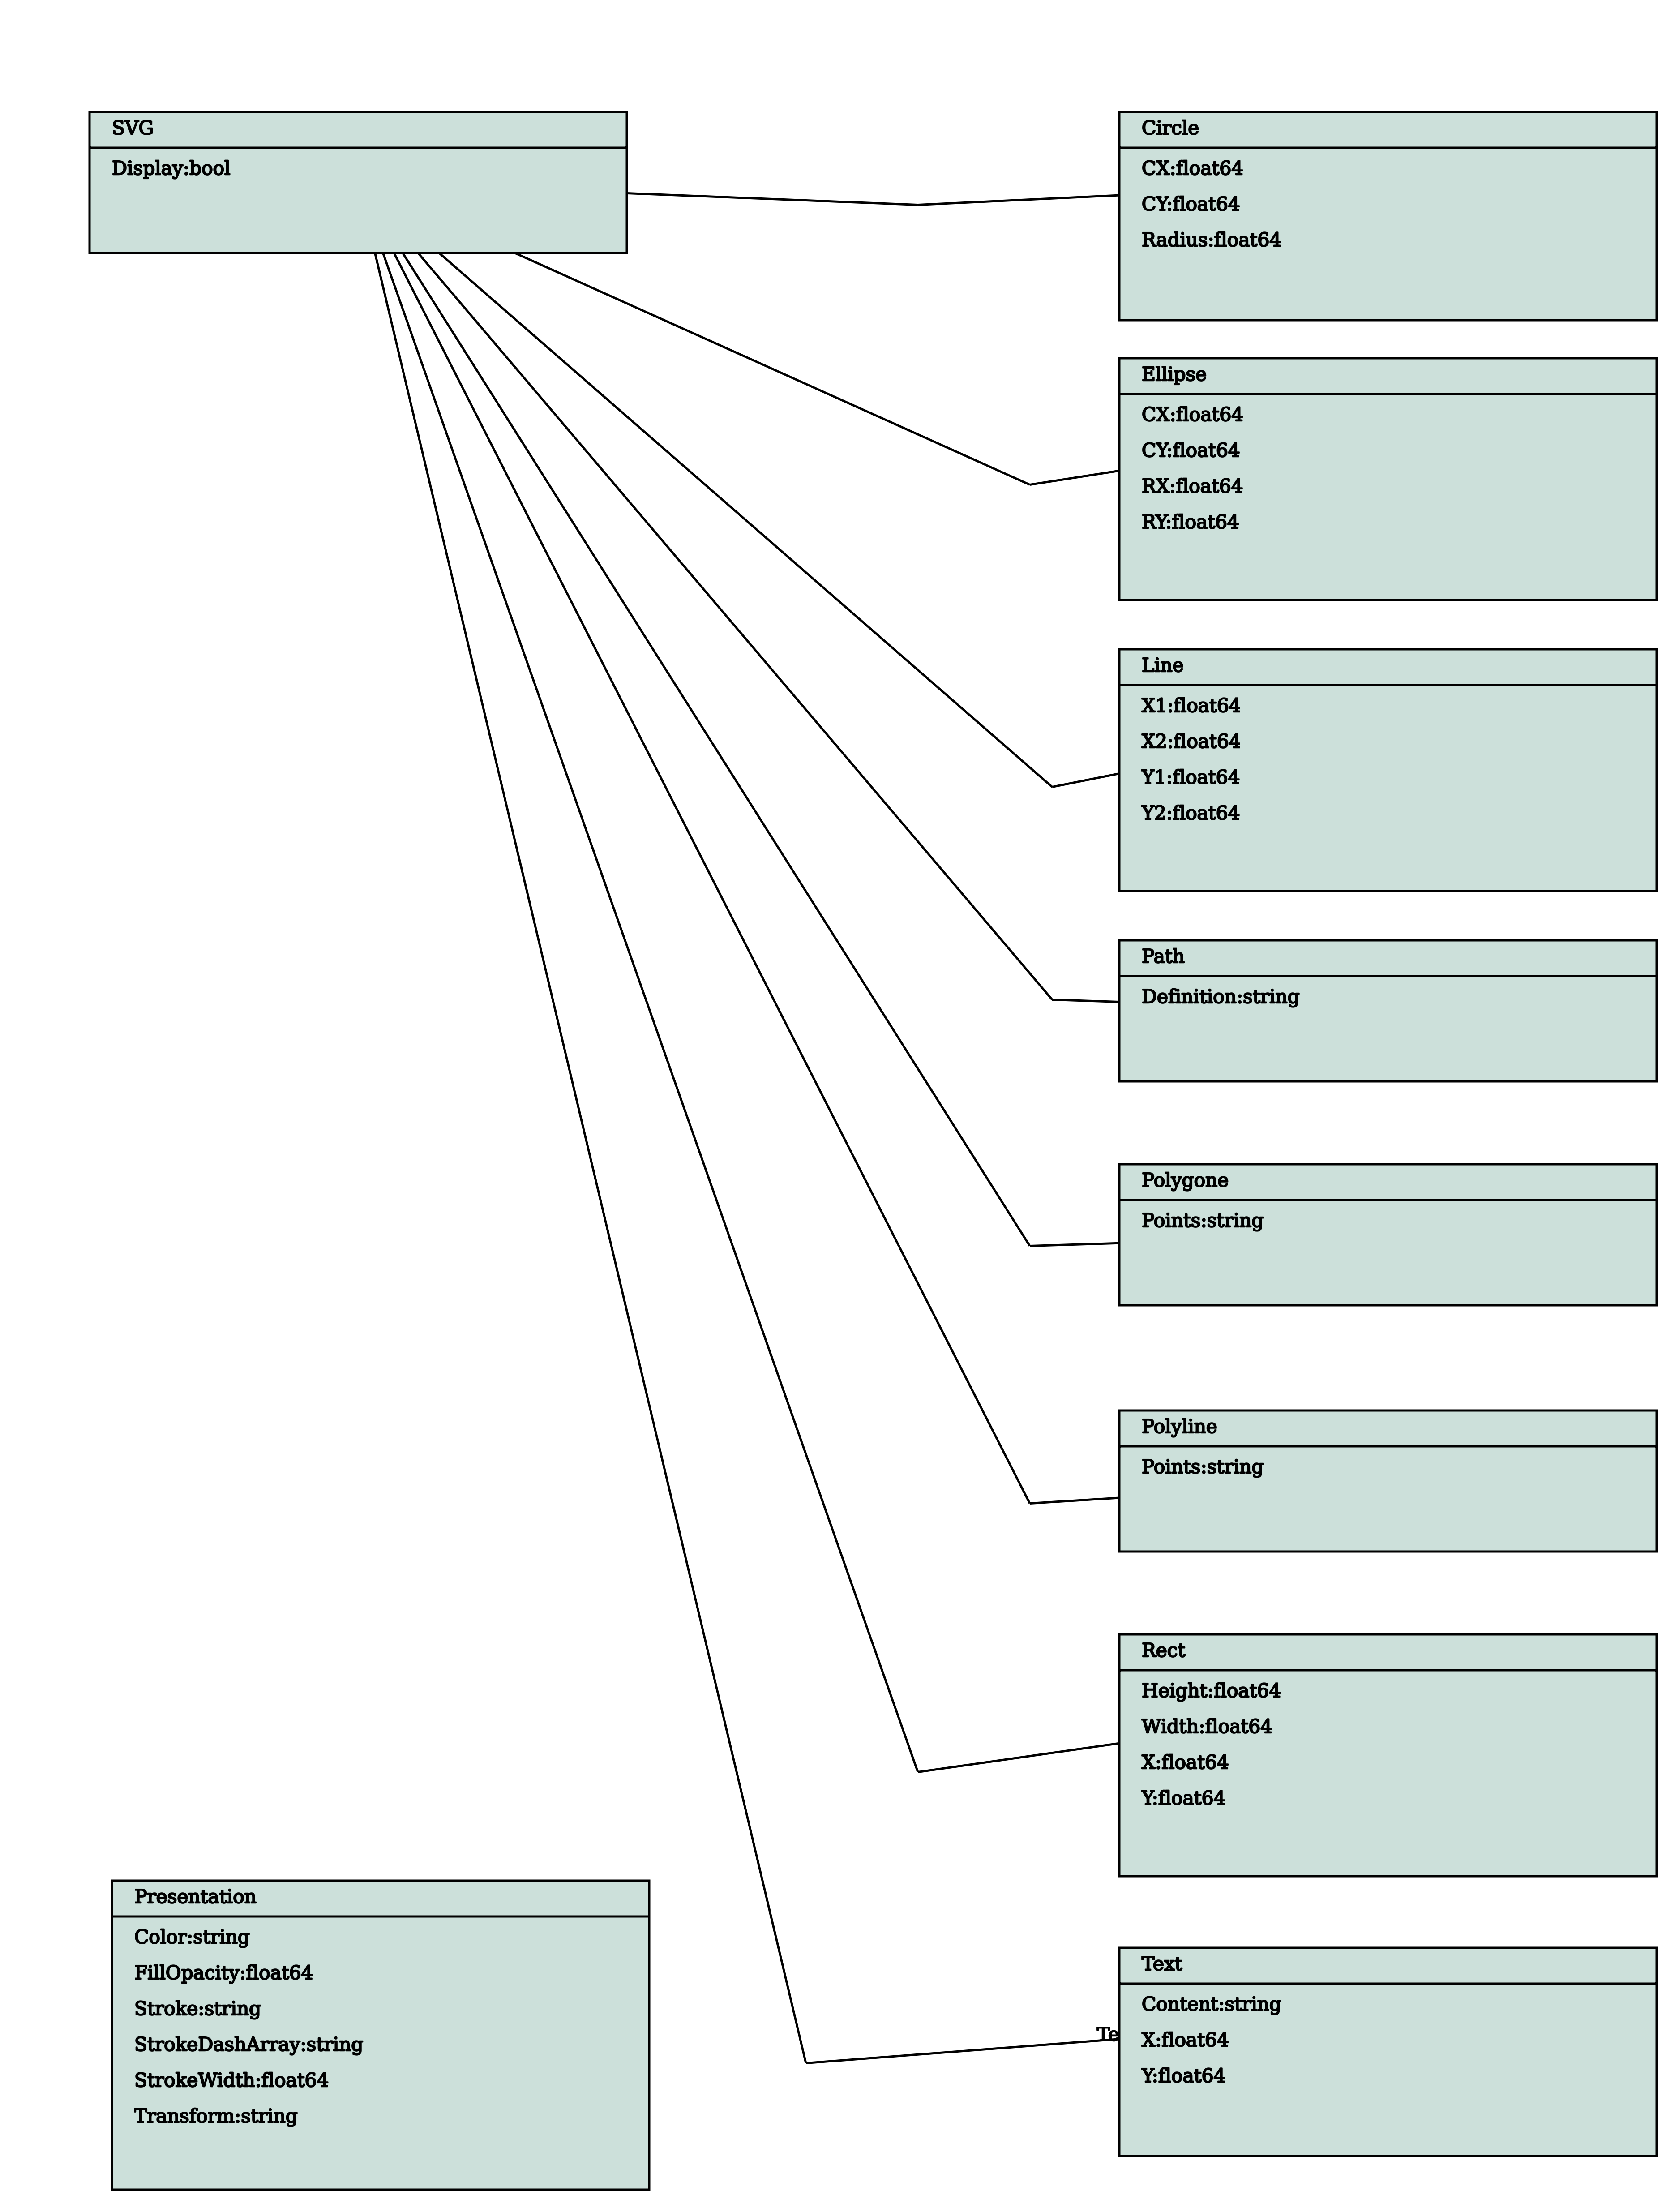 SVG
Display:bool
Circle
CX:float64
CY:float64
Radius:float64
Ellipse
CX:float64
CY:float64
RX:float64
RY:float64
Line
X1:float64
X2:float64
Y1:float64
Y2:float64
Path
Definition:string
Polygone
Points:string
Polyline
Points:string
Rect
Height:float64
Width:float64
X:float64
Y:float64
Presentation
Color:string
FillOpacity:float64
Stroke:string
StrokeDashArray:string
StrokeWidth:float64
Transform:string
Text
Content:string
Te
X:float64
Y:float64